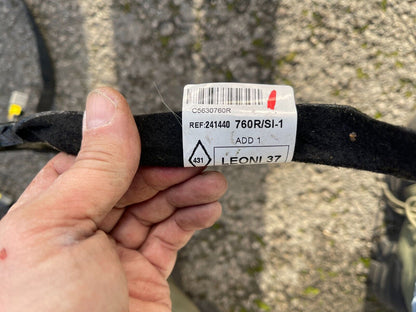 C5630760R
REF:241440 760R/SI-1
ADD 1
431
LEONI 37